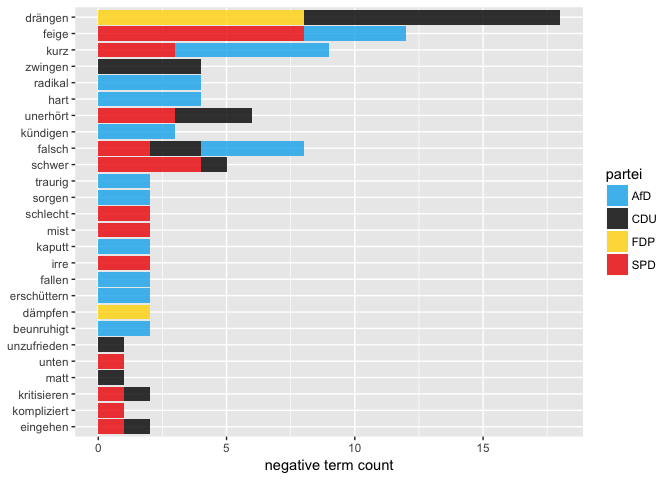 drängen
feige
kurz
zwingen
radikal
hart
unerhört
kündigen
falsch
schwer
traurig
sorgen
schlecht
mist
kaputt
irre
fallen
erschüttern
dämpfen
beunruhigt
unzufrieden
unten
matt
kritisieren
kompliziert
eingehen
0 5 10 15
negative term count
partei
AfD
CDU
FDP
SPD